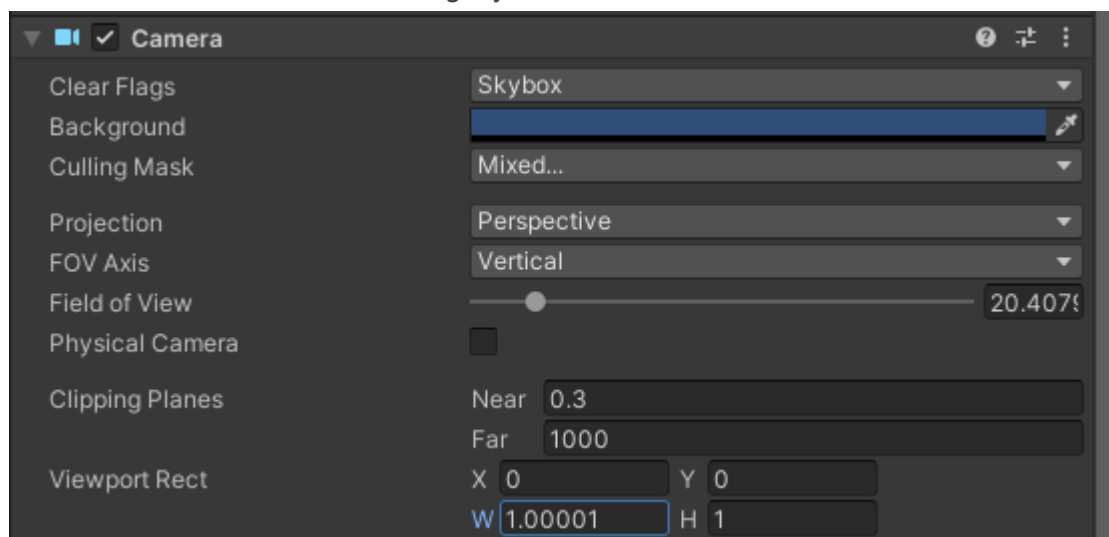 Camera
Clear Flags Skybox
Background
Culling Mask Mixed...
Projection Perspective
FOV Axis Vertical
Field of View 20.4079
Physical Camera
Clipping Planes Near 0.3
Far 1000
Viewport Rect X 0 Y 0
W 1.00001 H 1